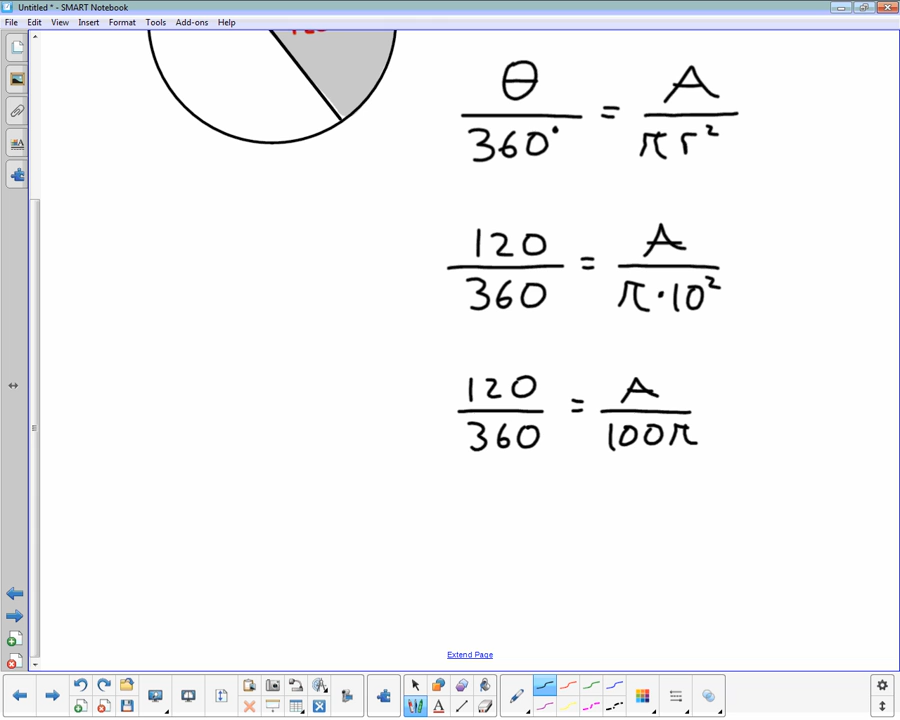 Untitled * - SMART Notebook
File Edit View Insert Format Tools Add-ons Help
θ/360° = A/πr²
120/360 = A/π·10²
120/360 = A/100π
Extend Page